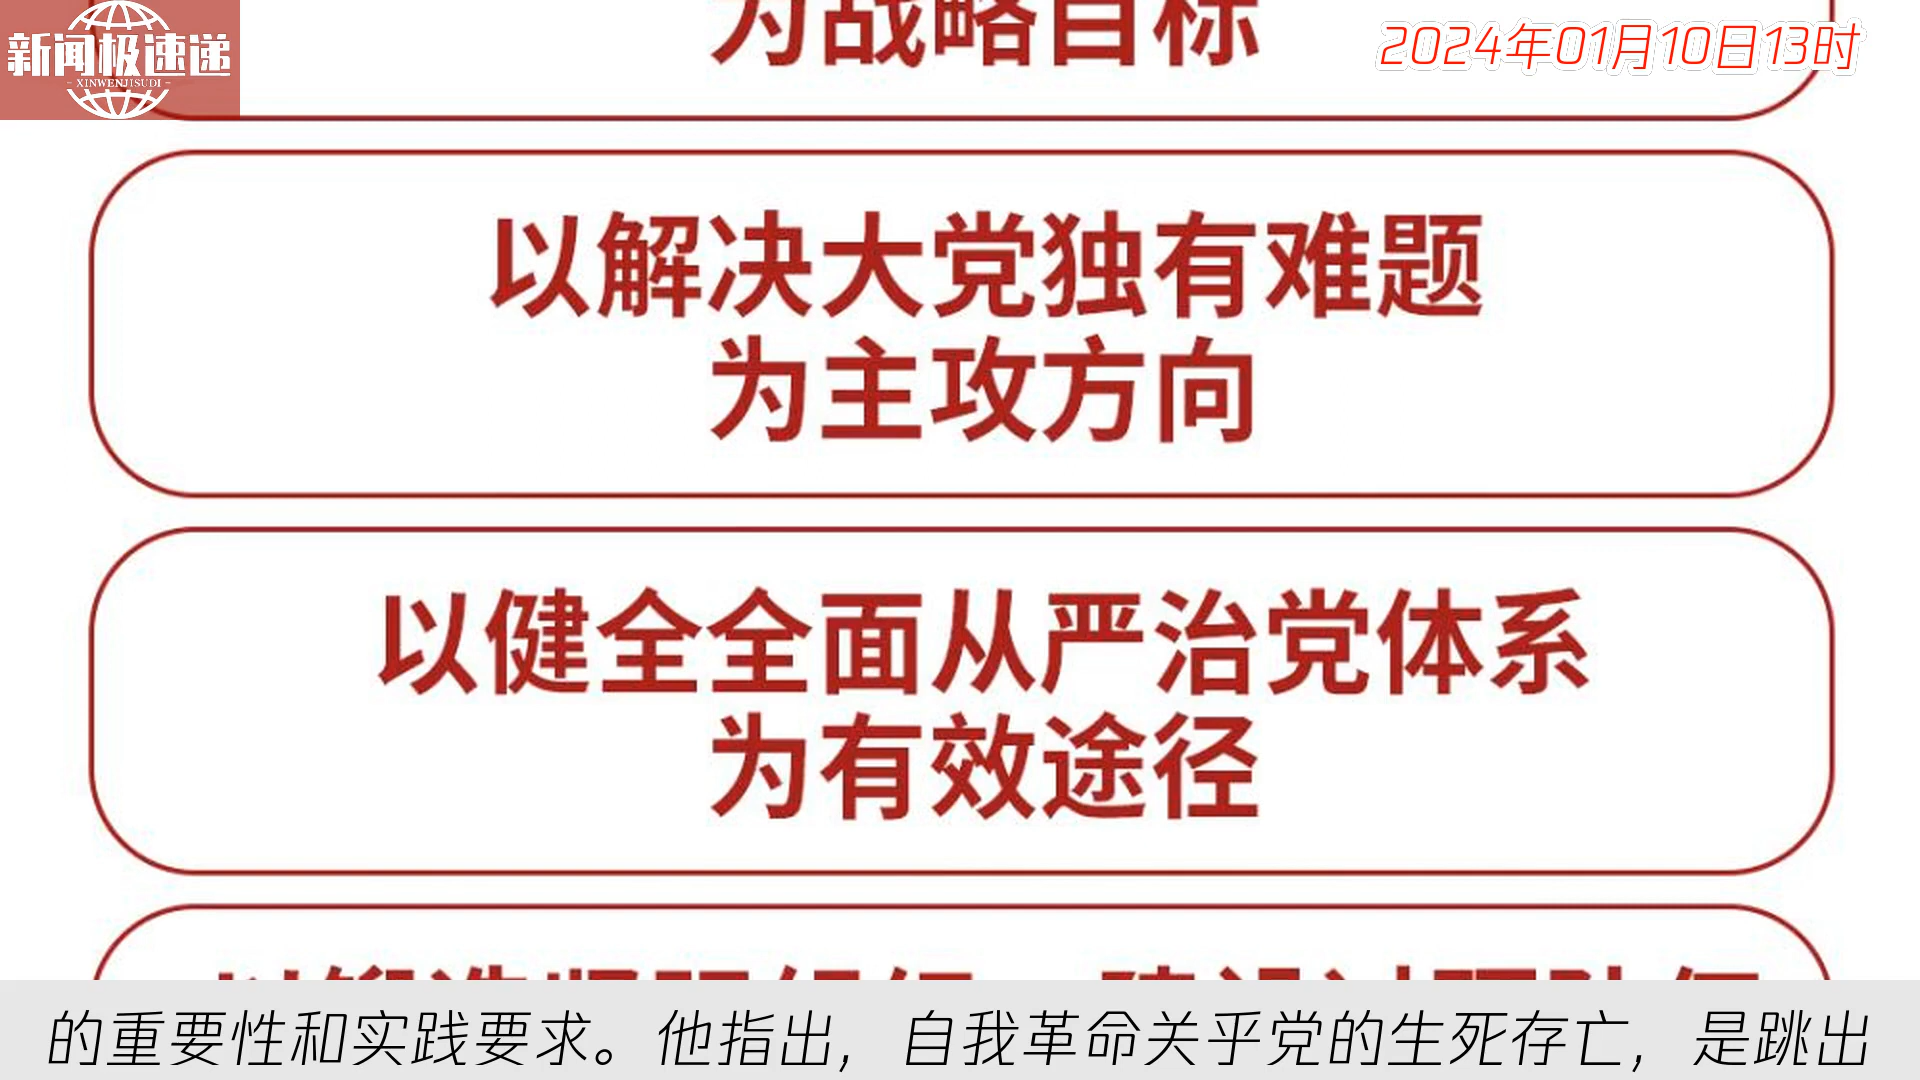 新闻极速递
- XINWENJISUDI -
2024年01月10日13时
为战略目标
以解决大党独有难题
为主攻方向
以健全全面从严治党体系
为有效途径
的重要性和实践要求。他指出，自我革命关乎党的生死存亡，是跳出